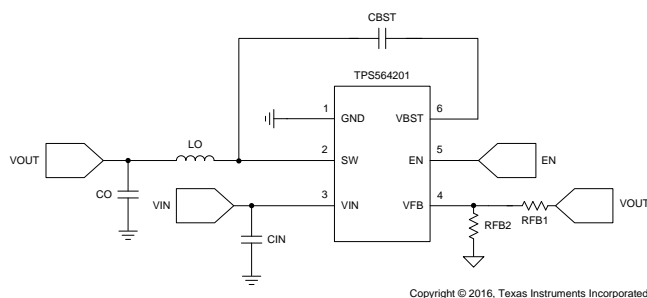 CBST
TPS564201
1 GND VBST 6
LO
VOUT 2 SW EN 5 EN
CO
VIN 3 VIN VFB 4 VOUT
RFB2 RFB1
CIN
Copyright © 2016, Texas Instruments Incorporated